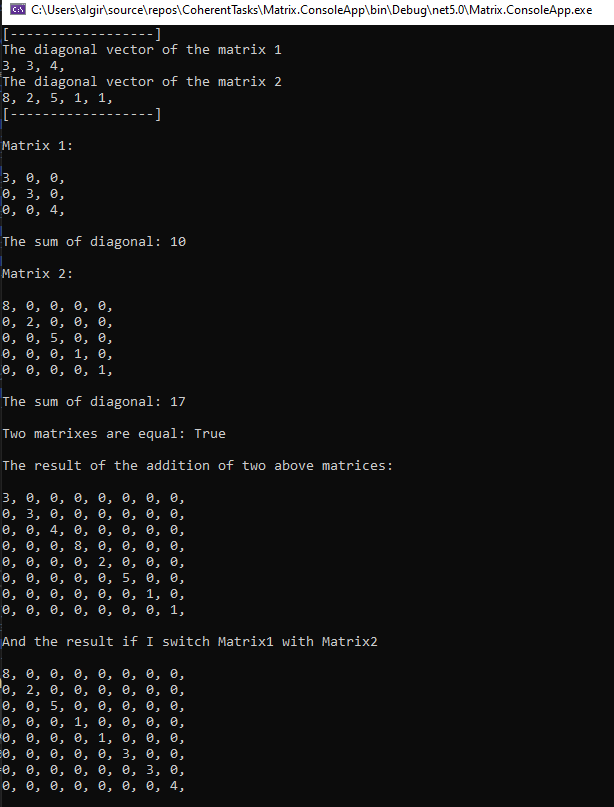 C:\Users\algir\source\repos\CoherentTasks\Matrix.ConsoleApp\bin\Debug\net5.0\Matrix.ConsoleApp.exe
[------------------]
The diagonal vector of the matrix 1
3, 3, 4,
The diagonal vector of the matrix 2
8, 2, 5, 1, 1,
[------------------]
Matrix 1:
3, 0, 0,
0, 3, 0,
0, 0, 4,
The sum of diagonal: 10
Matrix 2:
8, 0, 0, 0, 0,
0, 2, 0, 0, 0,
0, 0, 5, 0, 0,
0, 0, 0, 1, 0,
0, 0, 0, 0, 1,
The sum of diagonal: 17
Two matrixes are equal: True
The result of the addition of two above matrices:
3, 0, 0, 0, 0, 0, 0, 0,
0, 3, 0, 0, 0, 0, 0, 0,
0, 0, 4, 0, 0, 0, 0, 0,
0, 0, 0, 8, 0, 0, 0, 0,
0, 0, 0, 0, 2, 0, 0, 0,
0, 0, 0, 0, 0, 5, 0, 0,
0, 0, 0, 0, 0, 0, 1, 0,
0, 0, 0, 0, 0, 0, 0, 1,
And the result if I switch Matrix1 with Matrix2
8, 0, 0, 0, 0, 0, 0, 0,
0, 2, 0, 0, 0, 0, 0, 0,
0, 0, 5, 0, 0, 0, 0, 0,
0, 0, 0, 1, 0, 0, 0, 0,
0, 0, 0, 0, 1, 0, 0, 0,
0, 0, 0, 0, 0, 3, 0, 0,
0, 0, 0, 0, 0, 0, 3, 0,
0, 0, 0, 0, 0, 0, 0, 4,